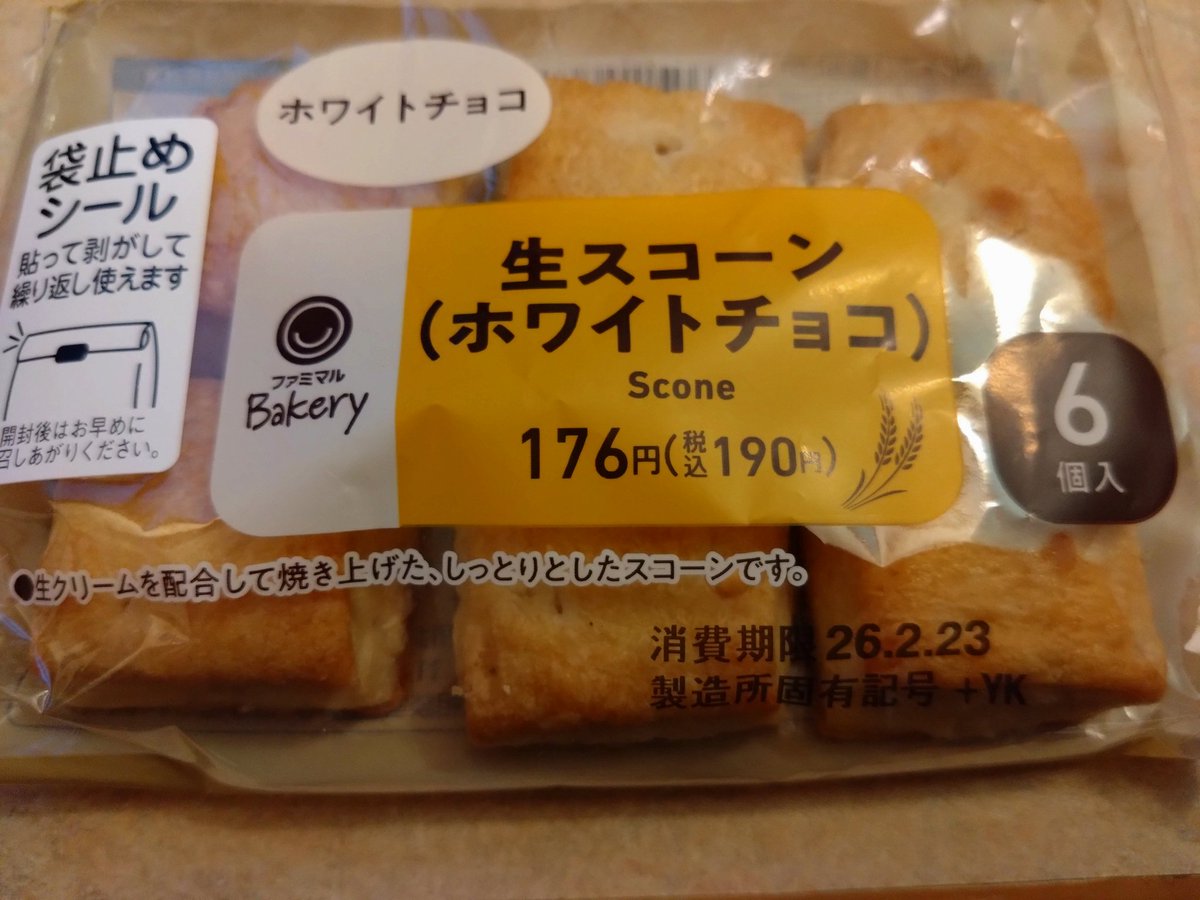 ホワイトチョコ
袋止め
シール
貼って剥がして
繰り返し使えます
開封後はお早めに
召しあがりください。
ファミマル
Bakery
生スコーン
(ホワイトチョコ)
Scone
176円(税込190円)
6
個入
●生クリームを配合して焼き上げた、しっとりとしたスコーンです。
消費期限 26.2.23
製造所固有記号 +YK